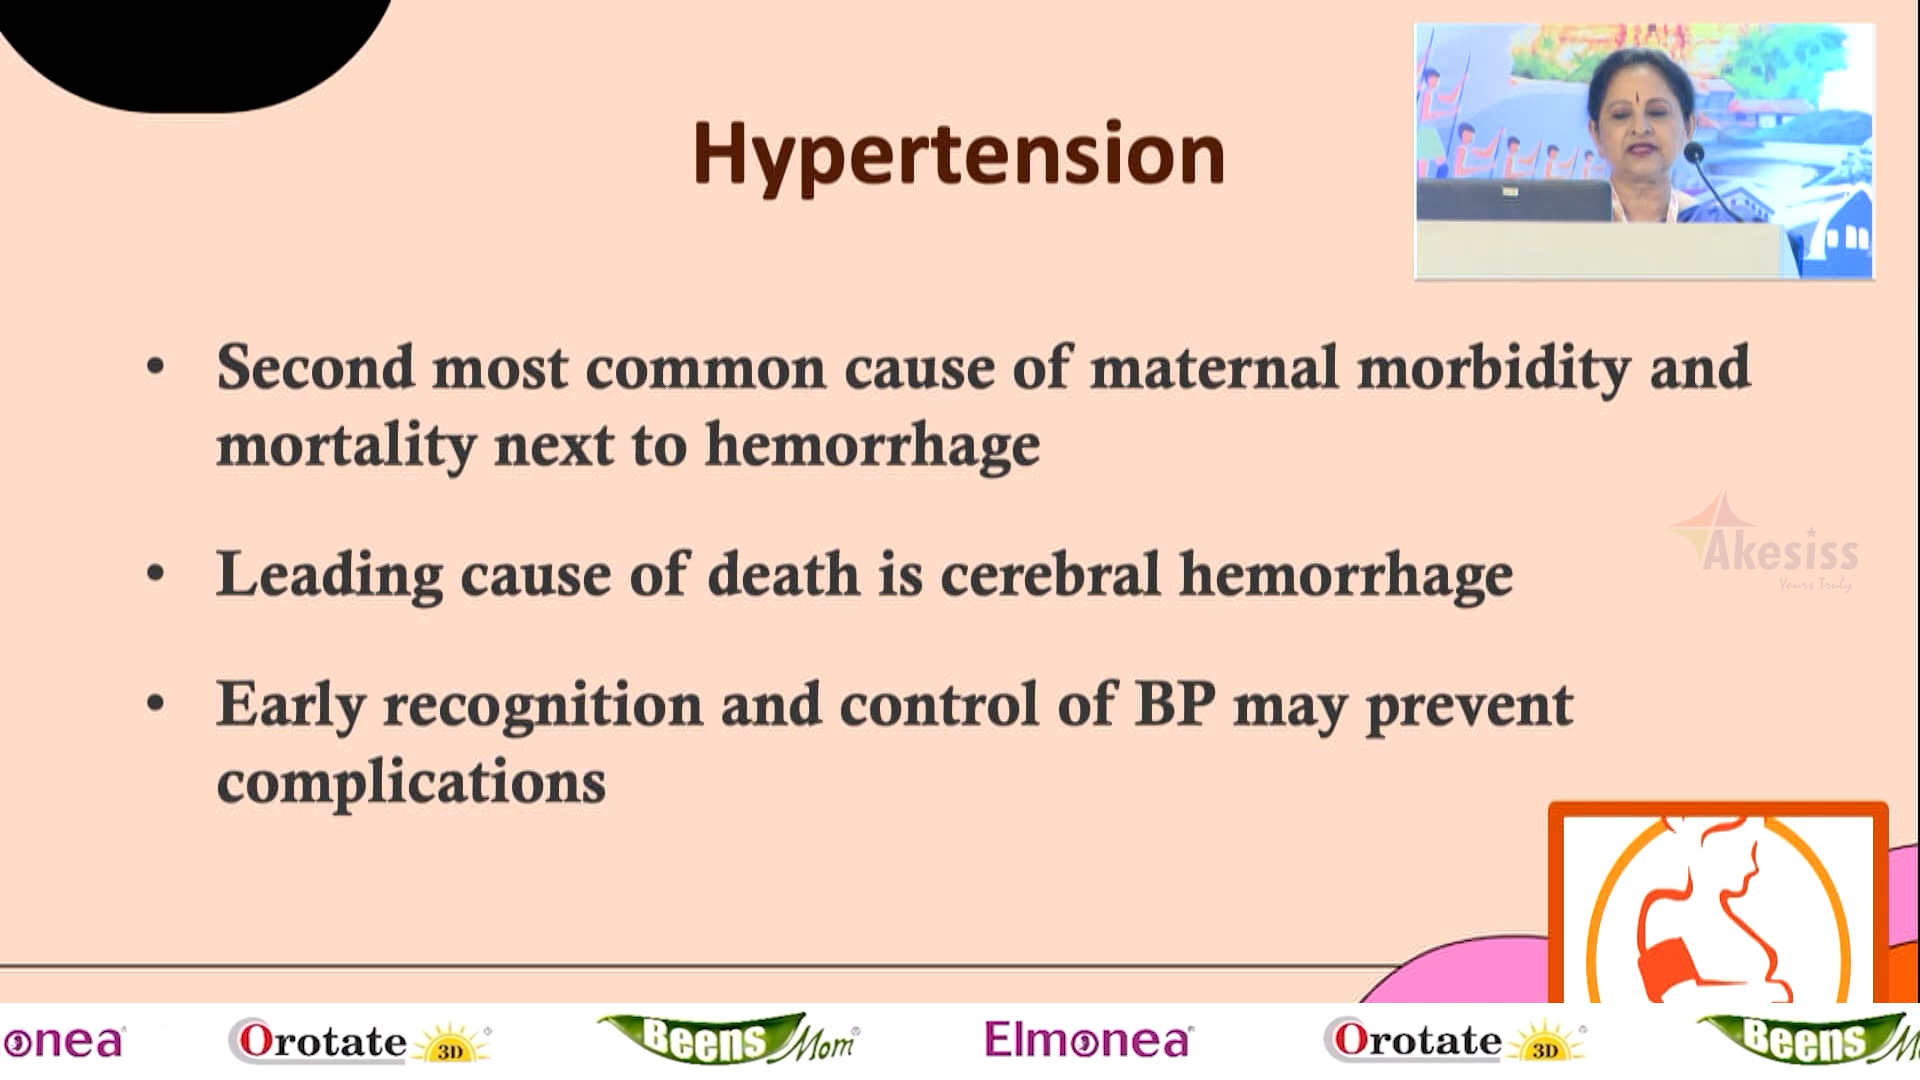 Hypertension
• Second most common cause of maternal morbidity and
mortality next to hemorrhage
• Leading cause of death is cerebral hemorrhage
• Early recognition and control of BP may prevent
complications
Akesiss
Yours Truly
onea
Orotate 3D
Beens Mom
Elmonea
Orotate 3D
Beens